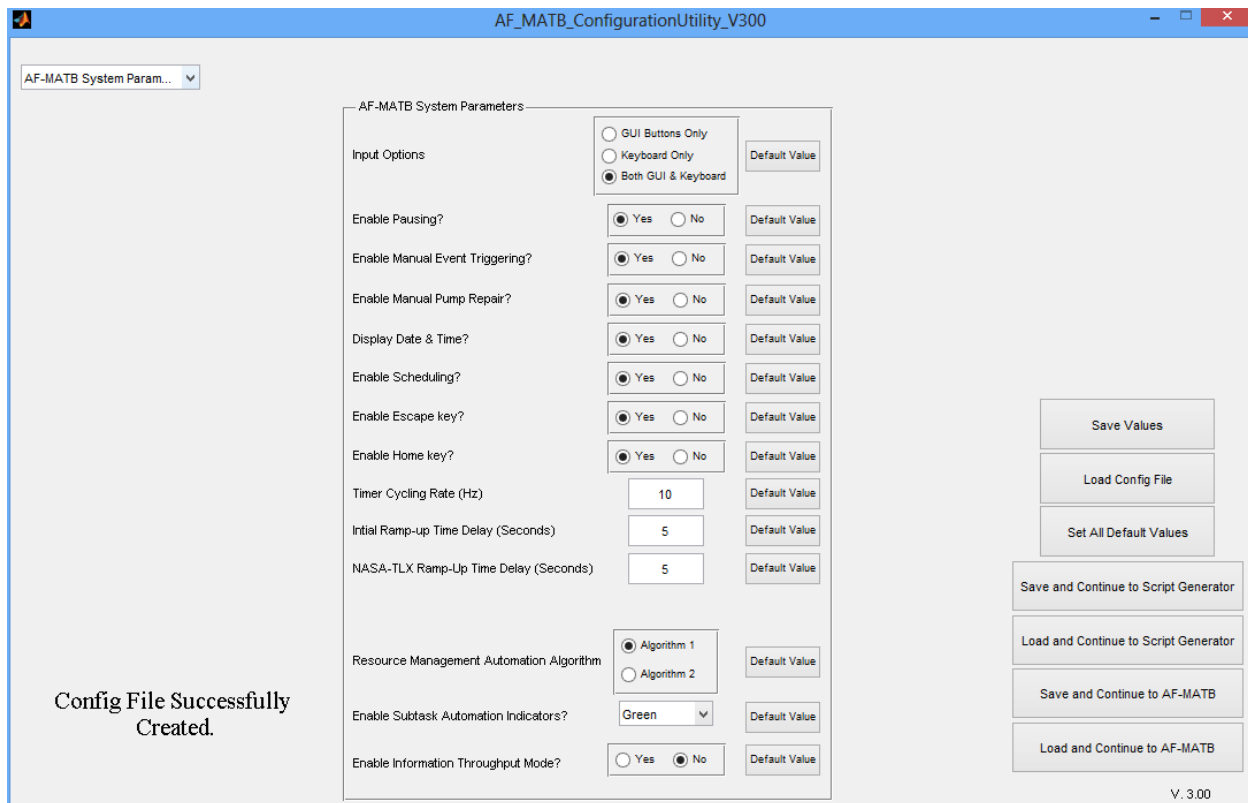 AF_MATB_ConfigurationUtility_V300
AF-MATB System Param...
AF-MATB System Parameters
Input Options
GUI Buttons Only
Keyboard Only
Both GUI & Keyboard
Default Value
Enable Pausing?
Yes No
Default Value
Enable Manual Event Triggering?
Yes No
Default Value
Enable Manual Pump Repair?
Yes No
Default Value
Display Date & Time?
Yes No
Default Value
Enable Scheduling?
Yes No
Default Value
Enable Escape key?
Yes No
Default Value
Enable Home key?
Yes No
Default Value
Timer Cycling Rate (Hz)
10
Default Value
Intial Ramp-up Time Delay (Seconds)
5
Default Value
NASA-TLX Ramp-Up Time Delay (Seconds)
5
Default Value
Resource Management Automation Algorithm
Algorithm 1
Algorithm 2
Default Value
Enable Subtask Automation Indicators?
Green
Default Value
Enable Information Throughput Mode?
Yes No
Default Value
Config File Successfully
Created.
Save Values
Load Config File
Set All Default Values
Save and Continue to Script Generator
Load and Continue to Script Generator
Save and Continue to AF-MATB
Load and Continue to AF-MATB
V. 3.00